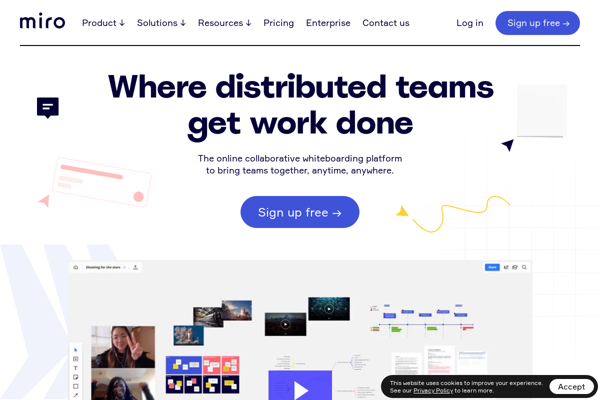 miro
Product ↓ Solutions ↓ Resources ↓ Pricing Enterprise Contact us Log in Sign up free →
Where distributed teams
get work done
The online collaborative whiteboarding platform
to bring teams together, anytime, anywhere.
Sign up free →
Shooting for the stars
Share
This website uses cookies to improve your experience.
See our Privacy Policy to learn more.
Accept